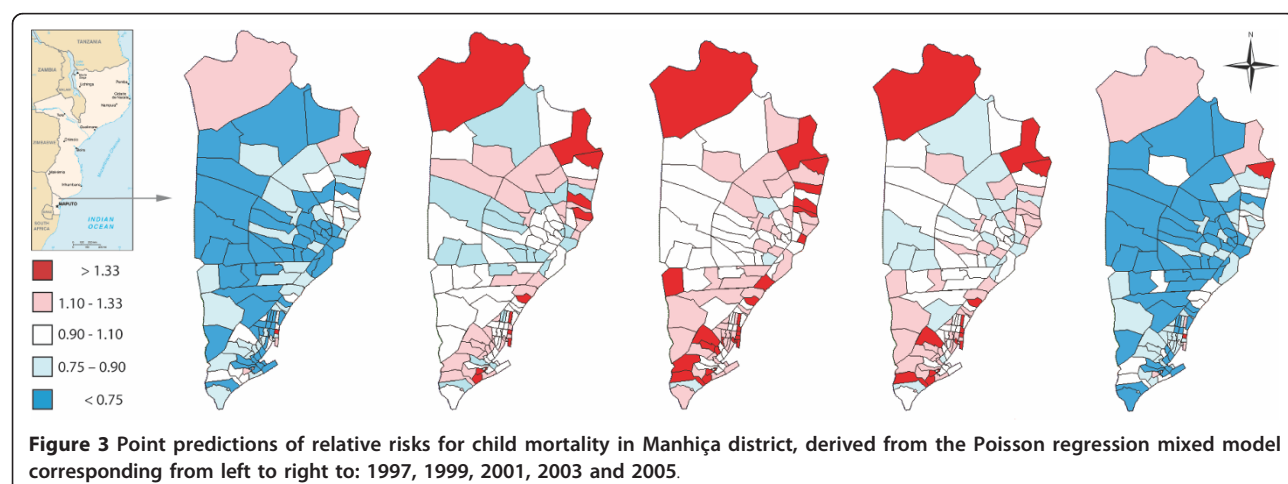 TANZANIA
ZAMBIA
MAPUTO
INDIAN
OCEAN
SOUTH
AFRICA
N
> 1.33
1.10 - 1.33
0.90 - 1.10
0.75 – 0.90
< 0.75
Figure 3 Point predictions of relative risks for child mortality in Manhiça district, derived from the Poisson regression mixed model
corresponding from left to right to: 1997, 1999, 2001, 2003 and 2005.